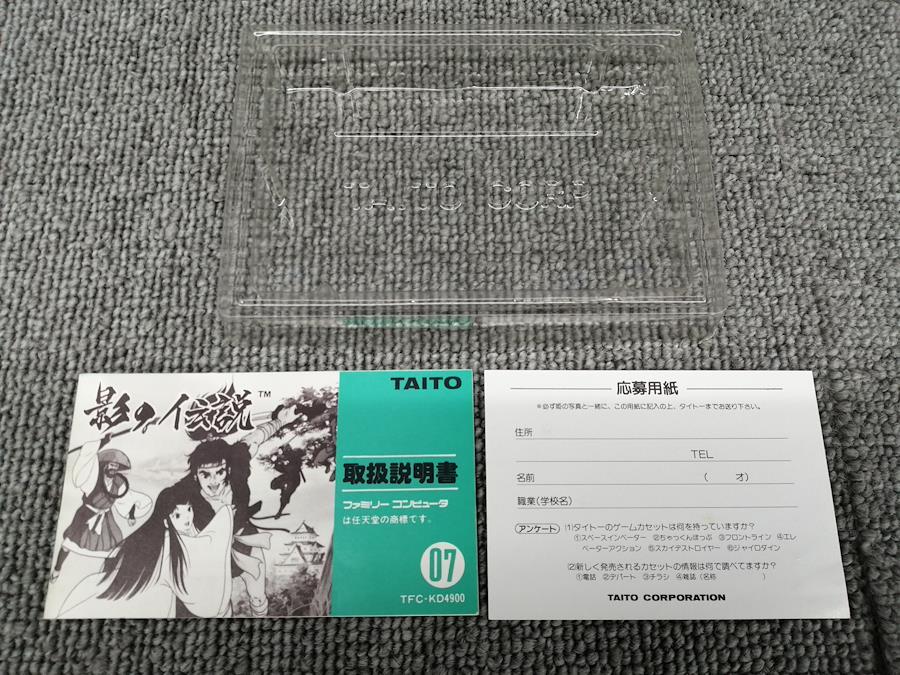 TAITO CORP
影の伝説™
TAITO
取扱説明書
ファミリーコンピュータ
は任天堂の商標です。
07
TFC-KD4900
応募用紙
※必ず姫の写真と一緒に、この用紙に記入の上、タイトーまでお送り下さい。
住所
TEL
名前 ( 才)
職業(学校名)
アンケート (1)タイトーのゲームカセットは何を持っていますか?
①スペースインベーダー ②ちゃっくんぽっぷ ③フロントライン ④エレ
ベーターアクション ⑤スカイデストロイヤー ⑥ジャイロダイン
(2)新しく発売されるカセットの情報は何で調べてますか?
①電話 ②デパート ③チラシ ④雑誌(名称 )
TAITO CORPORATION